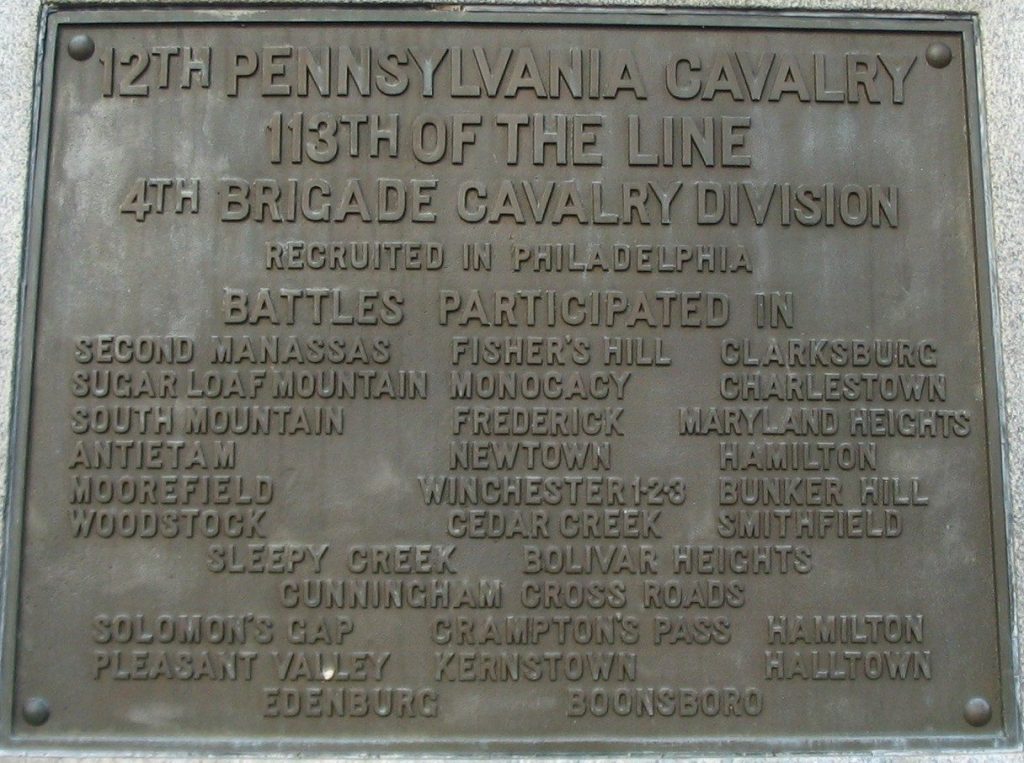 12TH PENNSYLVANIA CAVALRY
113TH OF THE LINE
4TH BRIGADE CAVALRY DIVISION
RECRUITED IN PHILADELPHIA
BATTLES PARTICIPATED IN
SECOND MANASSAS FISHER'S HILL CLARKSBURG
SUGAR LOAF MOUNTAIN MONOCACY CHARLESTOWN
SOUTH MOUNTAIN FREDERICK MARYLAND HEIGHTS
ANTIETAM NEWTOWN HAMILTON
MOOREFIELD WINCHESTER 1-2-3 BUNKER HILL
WOODSTOCK CEDAR CREEK SMITHFIELD
SLEEPY CREEK BOLIVAR HEIGHTS
CUNNINGHAM CROSS ROADS
SOLOMON'S GAP CRAMPTON'S PASS HAMILTON
PLEASANT VALLEY KERNSTOWN HALLTOWN
EDENBURG BOONSBORO